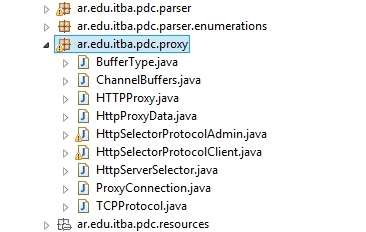 ar.edu.itba.pdc.parser
ar.edu.itba.pdc.parser.enumerations
ar.edu.itba.pdc.proxy
BufferType.java
ChannelBuffers.java
HTTPProxy.java
HttpProxyData.java
HttpSelectorProtocolAdmin.java
HttpSelectorProtocolClient.java
HttpServerSelector.java
ProxyConnection.java
TCPProtocol.java
ar.edu.itba.pdc.resources